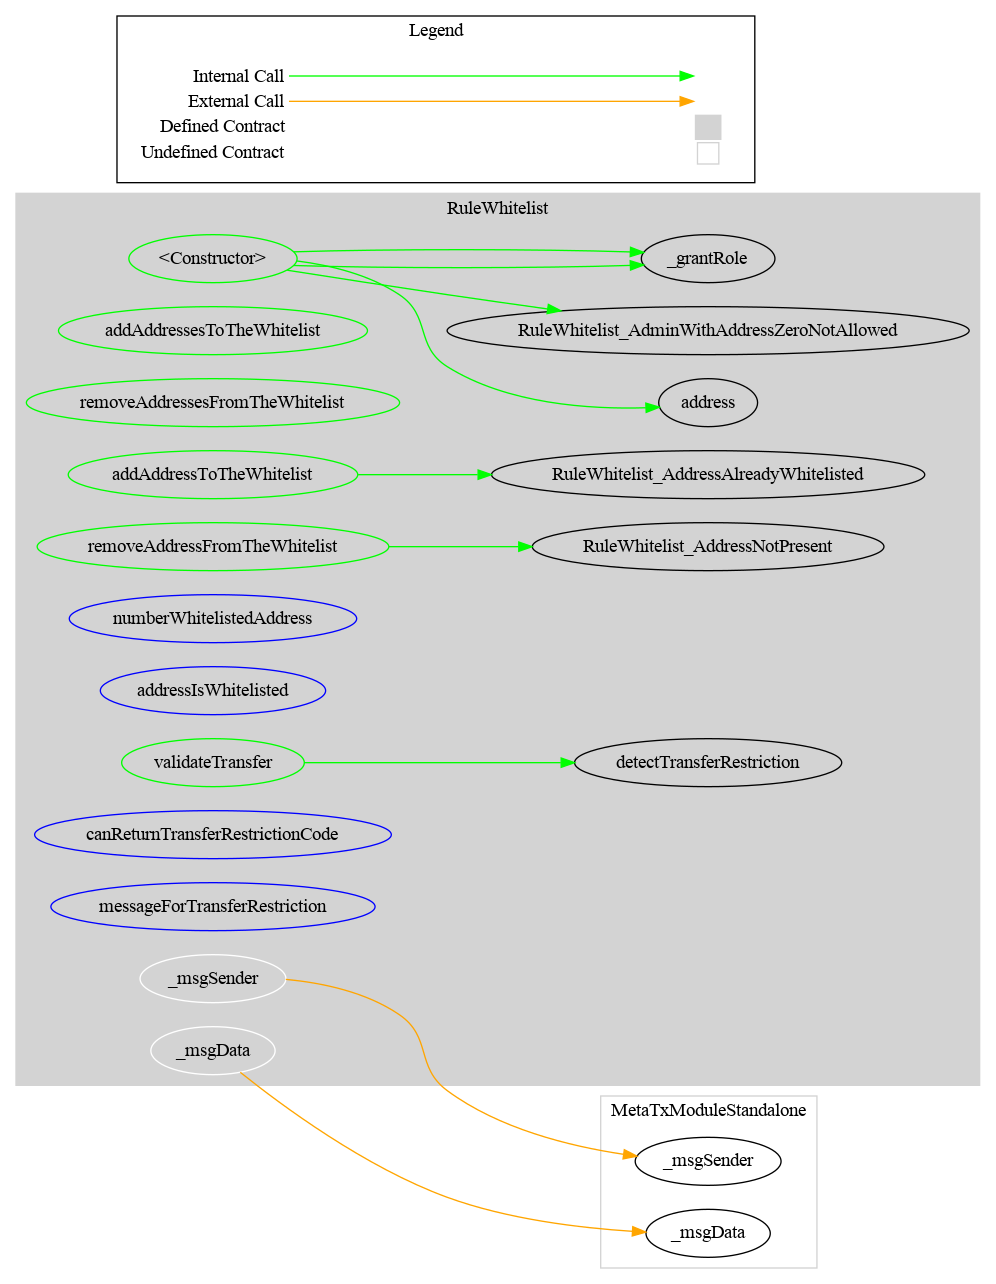 Legend
Internal Call
External Call
Defined Contract
Undefined Contract
RuleWhitelist
<Constructor>
_grantRole
addAddressesToTheWhitelist
RuleWhitelist_AdminWithAddressZeroNotAllowed
removeAddressesFromTheWhitelist
address
addAddressToTheWhitelist
RuleWhitelist_AddressAlreadyWhitelisted
removeAddressFromTheWhitelist
RuleWhitelist_AddressNotPresent
numberWhitelistedAddress
addressIsWhitelisted
validateTransfer
detectTransferRestriction
canReturnTransferRestrictionCode
messageForTransferRestriction
_msgSender
_msgData
MetaTxModuleStandalone
_msgSender
_msgData